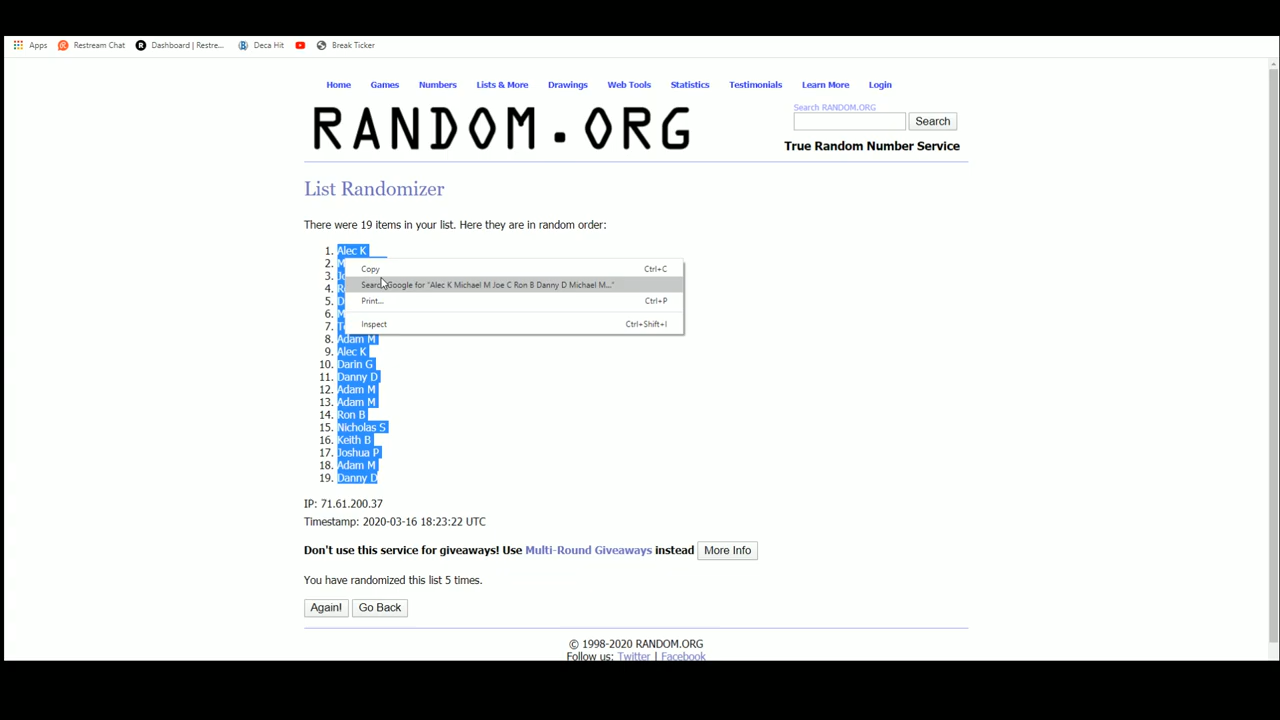 Apps Restream Chat Dashboard | Restre... Deca Hit Break Ticker
Home Games Numbers Lists & More Drawings Web Tools Statistics Testimonials Learn More Login
Search RANDOM.ORG
RANDOM.ORG
Search
True Random Number Service
List Randomizer
There were 19 items in your list. Here they are in random order:
1. Alec K
2.
3.
4.
5.
6.
7.
8. Adam M
9. Alec K
10. Darin G
11. Danny D
12. Adam M
13. Adam M
14. Ron B
15. Nicholas S
16. Keith B
17. Joshua P
18. Adam M
19. Danny D
Copy Ctrl+C
Search Google for "Alec K Michael M Joe C Ron B Danny D Michael M..."
Print... Ctrl+P
Inspect Ctrl+Shift+I
IP: 71.61.200.37
Timestamp: 2020-03-16 18:23:22 UTC
Don't use this service for giveaways! Use Multi-Round Giveaways instead More Info
You have randomized this list 5 times.
Again! Go Back
© 1998-2020 RANDOM.ORG
Follow us: Twitter | Facebook